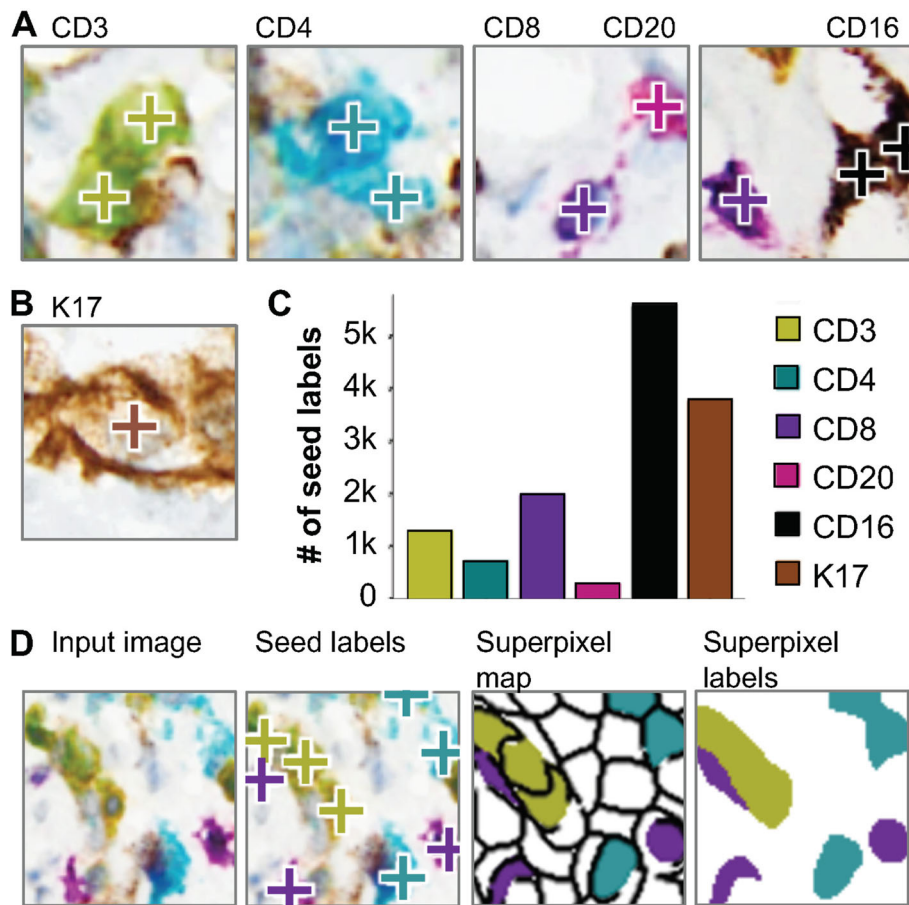 A CD3 CD4 CD8 CD20 CD16
B K17
C
# of seed labels
5k
4k
3k
2k
1k
0
CD3
CD4
CD8
CD20
CD16
K17
D Input image Seed labels Superpixel map Superpixel labels